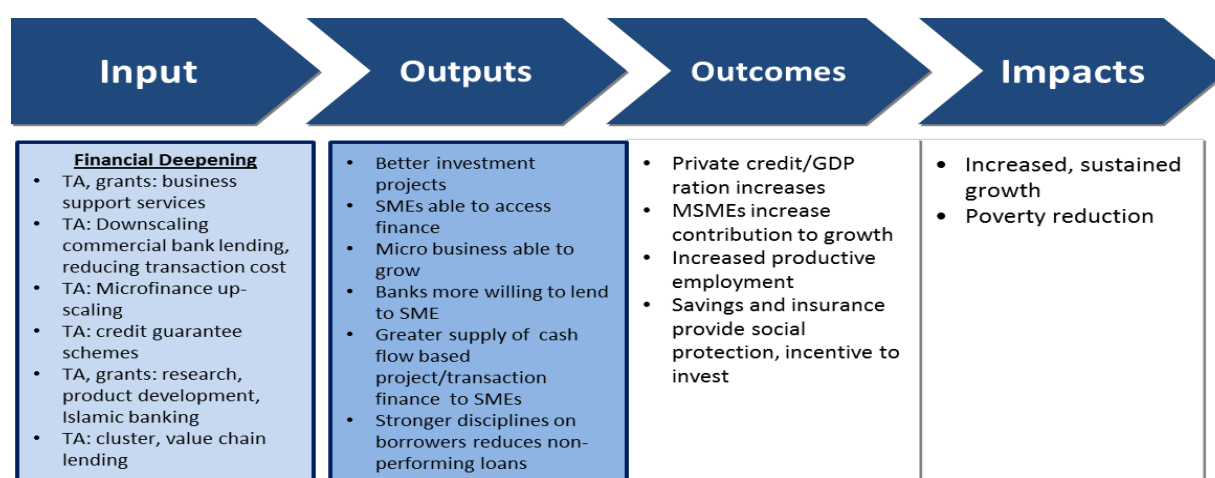 Input
Outputs
Outcomes
Impacts
Financial Deepening
• TA, grants: business
support services
• TA: Downscaling
commercial bank lending,
reducing transaction cost
• TA: Microfinance up-
scaling
• TA: credit guarantee
schemes
• TA, grants: research,
product development,
Islamic banking
• TA: cluster, value chain
lending
• Better investment
projects
• SMEs able to access
finance
• Micro business able to
grow
• Banks more willing to lend
to SME
• Greater supply of cash
flow based
project/transaction
finance to SMEs
• Stronger disciplines on
borrowers reduces non-
performing loans
• Private credit/GDP
ration increases
• MSMEs increase
contribution to growth
• Increased productive
employment
• Savings and insurance
provide social
protection, incentive to
invest
• Increased, sustained
growth
• Poverty reduction